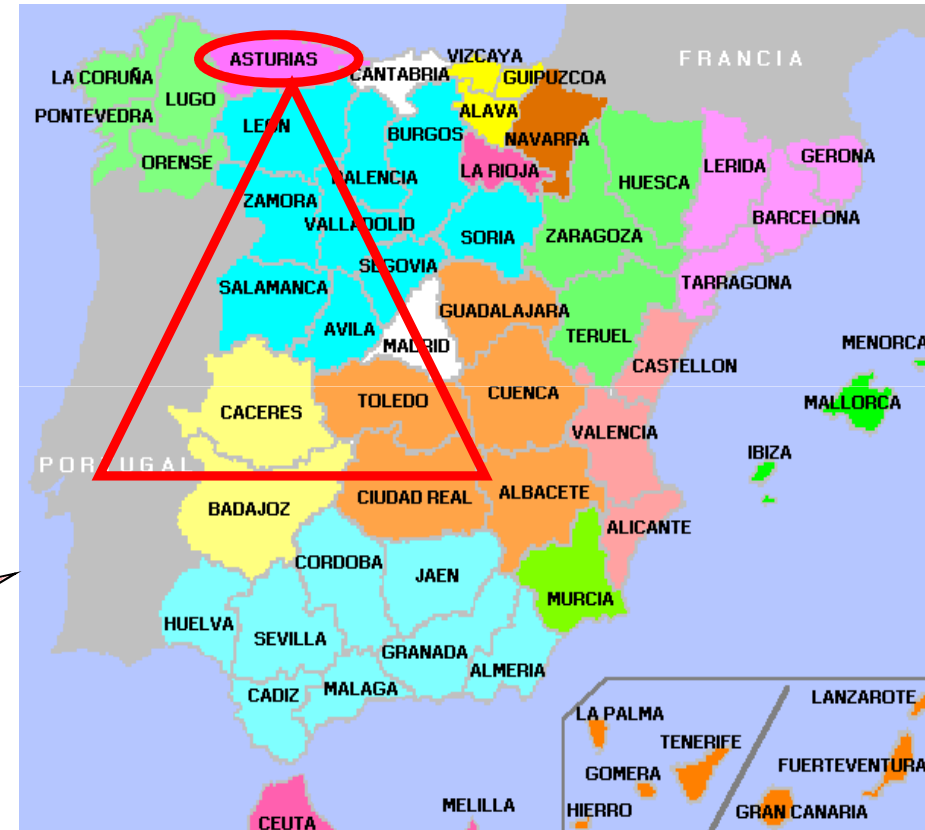 VIZCAYA
FRANCIA
ASTURIAS
LA CORUÑA
CANTABRIA
GUIPUZCOA
LUGO
PONTEVEDRA
ALAVA
LEON
BURGOS
NAVARRA
ORENSE
PALENCIA
LA RIOJA
HUESCA
LERIDA
GERONA
ZAMORA
BARCELONA
VALLADOLID
SORIA
ZARAGOZA
SEGOVIA
SALAMANCA
TARRAGONA
GUADALAJARA
AVILA
MADRID
TERUEL
MENORCA
CASTELLON
CACERES
TOLEDO
CUENCA
MALLORCA
VALENCIA
PORTUGAL
IBIZA
BADAJOZ
CIUDAD REAL
ALBACETE
ALICANTE
CORDOBA
JAEN
MURCIA
HUELVA
SEVILLA
GRANADA
ALMERIA
CADIZ
MALAGA
LANZAROTE
LA PALMA
TENERIFE
GOMERA
FUERTEVENTURA
MELILLA
HIERRO
GRAN CANARIA
CEUTA